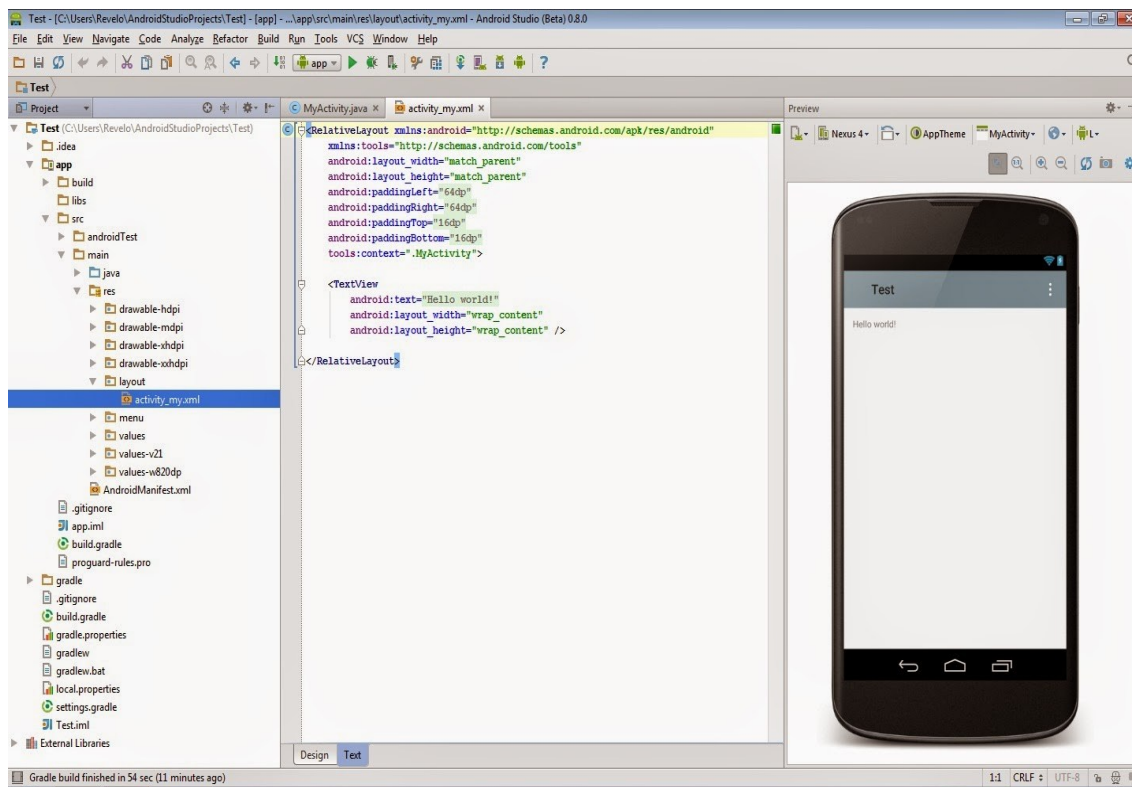 Test - [C:\Users\Revelo\AndroidStudioProjects\Test] - [app] - ...\app\src\main\res\layout\activity_my.xml - Android Studio (Beta) 0.8.0
File Edit View Navigate Code Analyze Refactor Build Run Tools VCS Window Help
app
Test
Project
MyActivity.java
activity_my.xml
Preview
Test (C:\Users\Revelo\AndroidStudioProjects\Test)
.idea
app
build
libs
src
androidTest
main
java
res
drawable-hdpi
drawable-mdpi
drawable-xhdpi
drawable-xxhdpi
layout
activity_my.xml
menu
values
values-v21
values-w820dp
AndroidManifest.xml
.gitignore
app.iml
build.gradle
proguard-rules.pro
gradle
.gitignore
build.gradle
gradle.properties
gradlew
gradlew.bat
local.properties
settings.gradle
Test.iml
External Libraries
<RelativeLayout xmlns:android="http://schemas.android.com/apk/res/android"
xmlns:tools="http://schemas.android.com/tools"
android:layout_width="match_parent"
android:layout_height="match_parent"
android:paddingLeft="64dp"
android:paddingRight="64dp"
android:paddingTop="16dp"
android:paddingBottom="16dp"
tools:context=".MyActivity">
<TextView
android:text="Hello world!"
android:layout_width="wrap_content"
android:layout_height="wrap_content" />
</RelativeLayout>
Design Text
Nexus 4 AppTheme MyActivity L
Test
Hello world!
Gradle build finished in 54 sec (11 minutes ago)
1:1 CRLF UTF-8